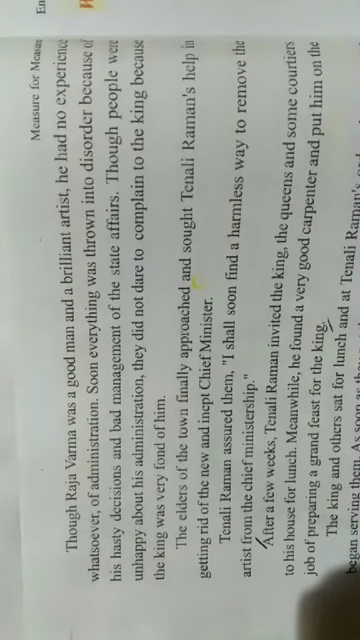 En
Measure for Measure
Though Raja Varma was a good man and a brilliant artist, he had no experience
whatsoever, of administration. Soon everything was thrown into disorder because of
his hasty decisions and bad management of the state affairs. Though people were
unhappy about his administration, they did not dare to complain to the king because
the king was very fond of him.
The elders of the town finally approached and sought Tenali Raman's help in
getting rid of the new and inept Chief Minister.
Tenali Raman assured them, "I shall soon find a harmless way to remove the
artist from the chief ministership."
After a few weeks, Tenali Raman invited the king, the queens and some courtiers
to his house for lunch. Meanwhile, he found a very good carpenter and put him on the
job of preparing a grand feast for the king.
The king and others sat for lunch and at Tenali Raman's
began serving them. As soon as